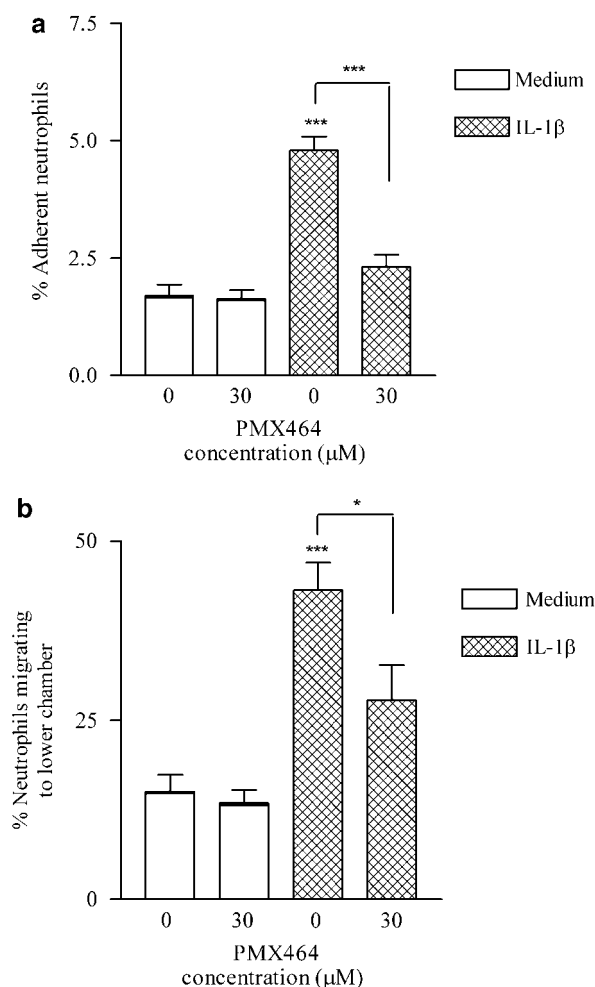 a
7.5
5.0
2.5
0.0
% Adherent neutrophils
***
***
Medium
IL-1β
0 30 0 30
PMX464
concentration (μM)
b
50
25
0
% Neutrophils migrating
to lower chamber
*
***
Medium
IL-1β
0 30 0 30
PMX464
concentration (μM)